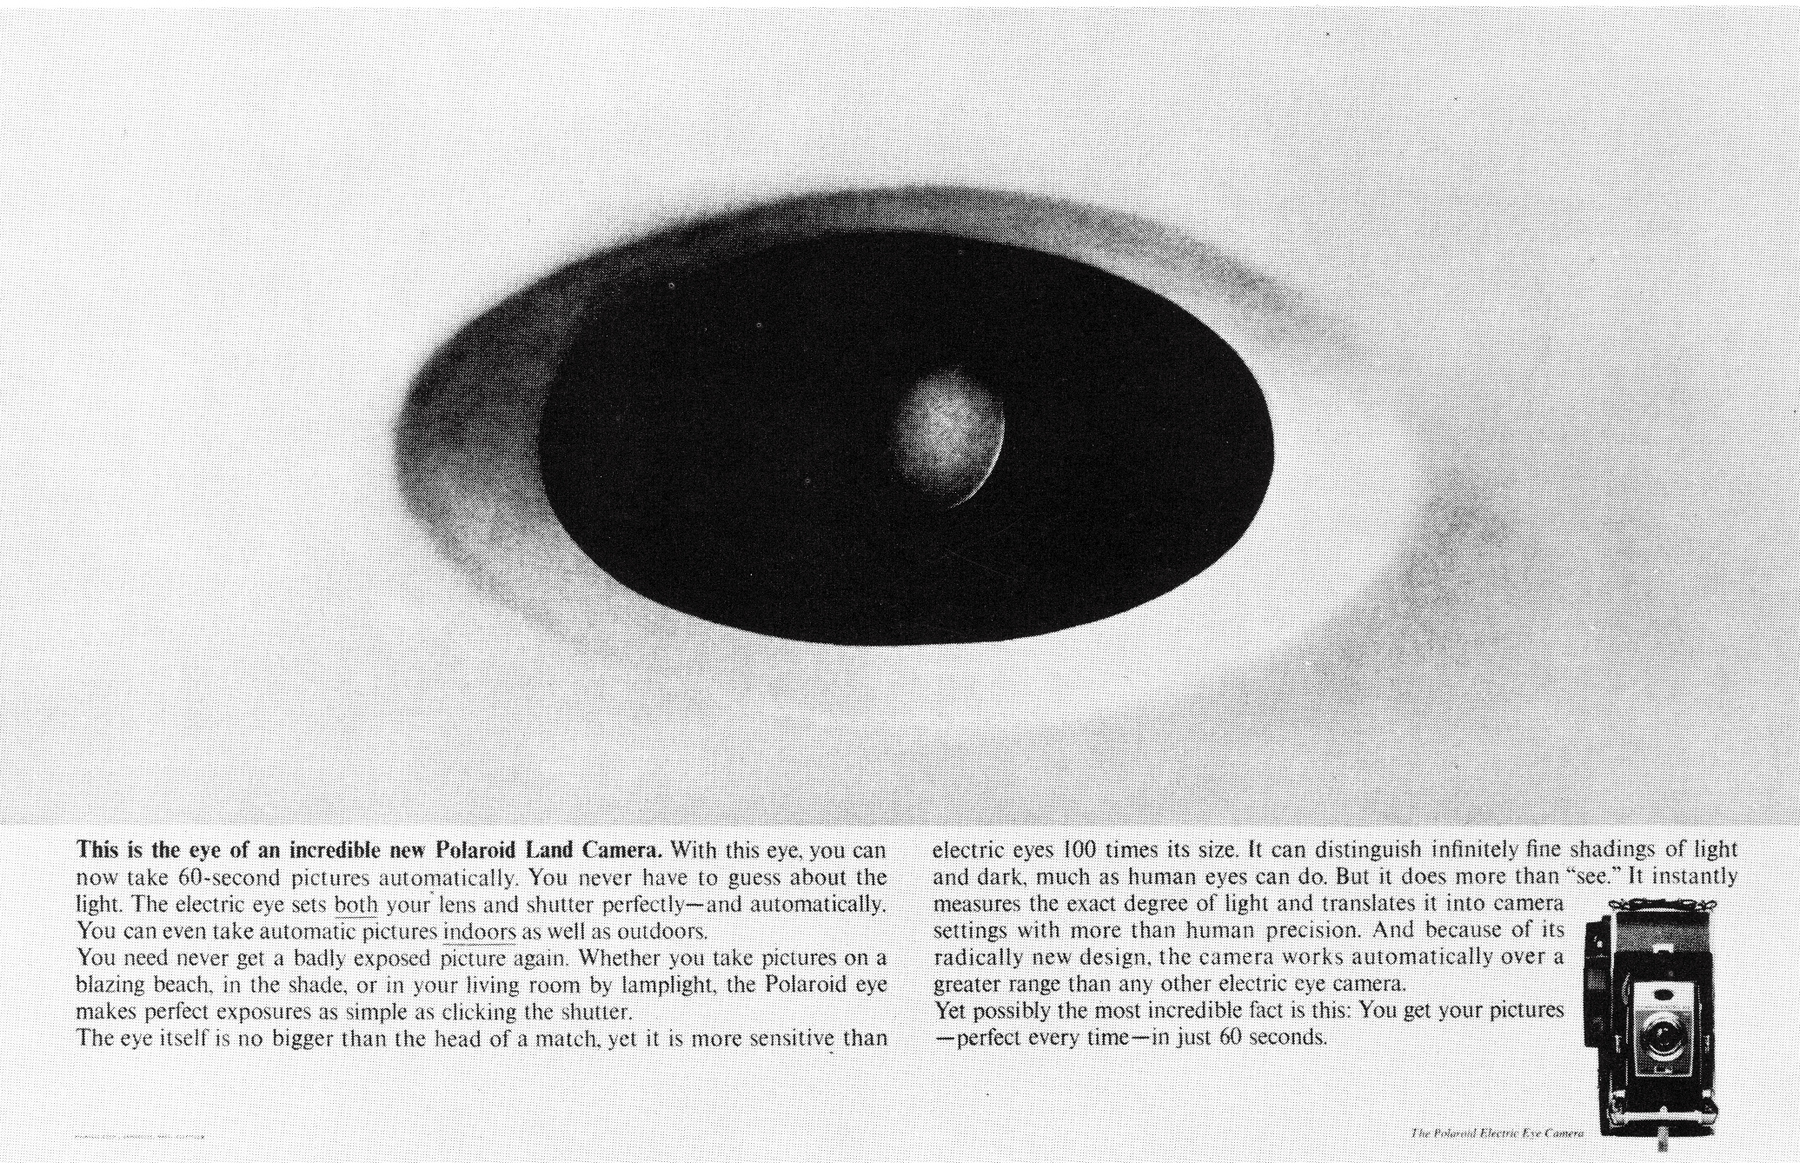 This is the eye of an incredible new Polaroid Land Camera. With this eye, you can
now take 60-second pictures automatically. You never have to guess about the
light. The electric eye sets both your lens and shutter perfectly—and automatically.
You can even take automatic pictures indoors as well as outdoors.
You need never get a badly exposed picture again. Whether you take pictures on a
blazing beach, in the shade, or in your living room by lamplight, the Polaroid eye
makes perfect exposures as simple as clicking the shutter.
The eye itself is no bigger than the head of a match, yet it is more sensitive than
electric eyes 100 times its size. It can distinguish infinitely fine shadings of light
and dark, much as human eyes can do. But it does more than “see.” It instantly
measures the exact degree of light and translates it into camera
settings with more than human precision. And because of its
radically new design, the camera works automatically over a
greater range than any other electric eye camera.
Yet possibly the most incredible fact is this: You get your pictures
—perfect every time—in just 60 seconds.
The Polaroid Electric Eye Camera